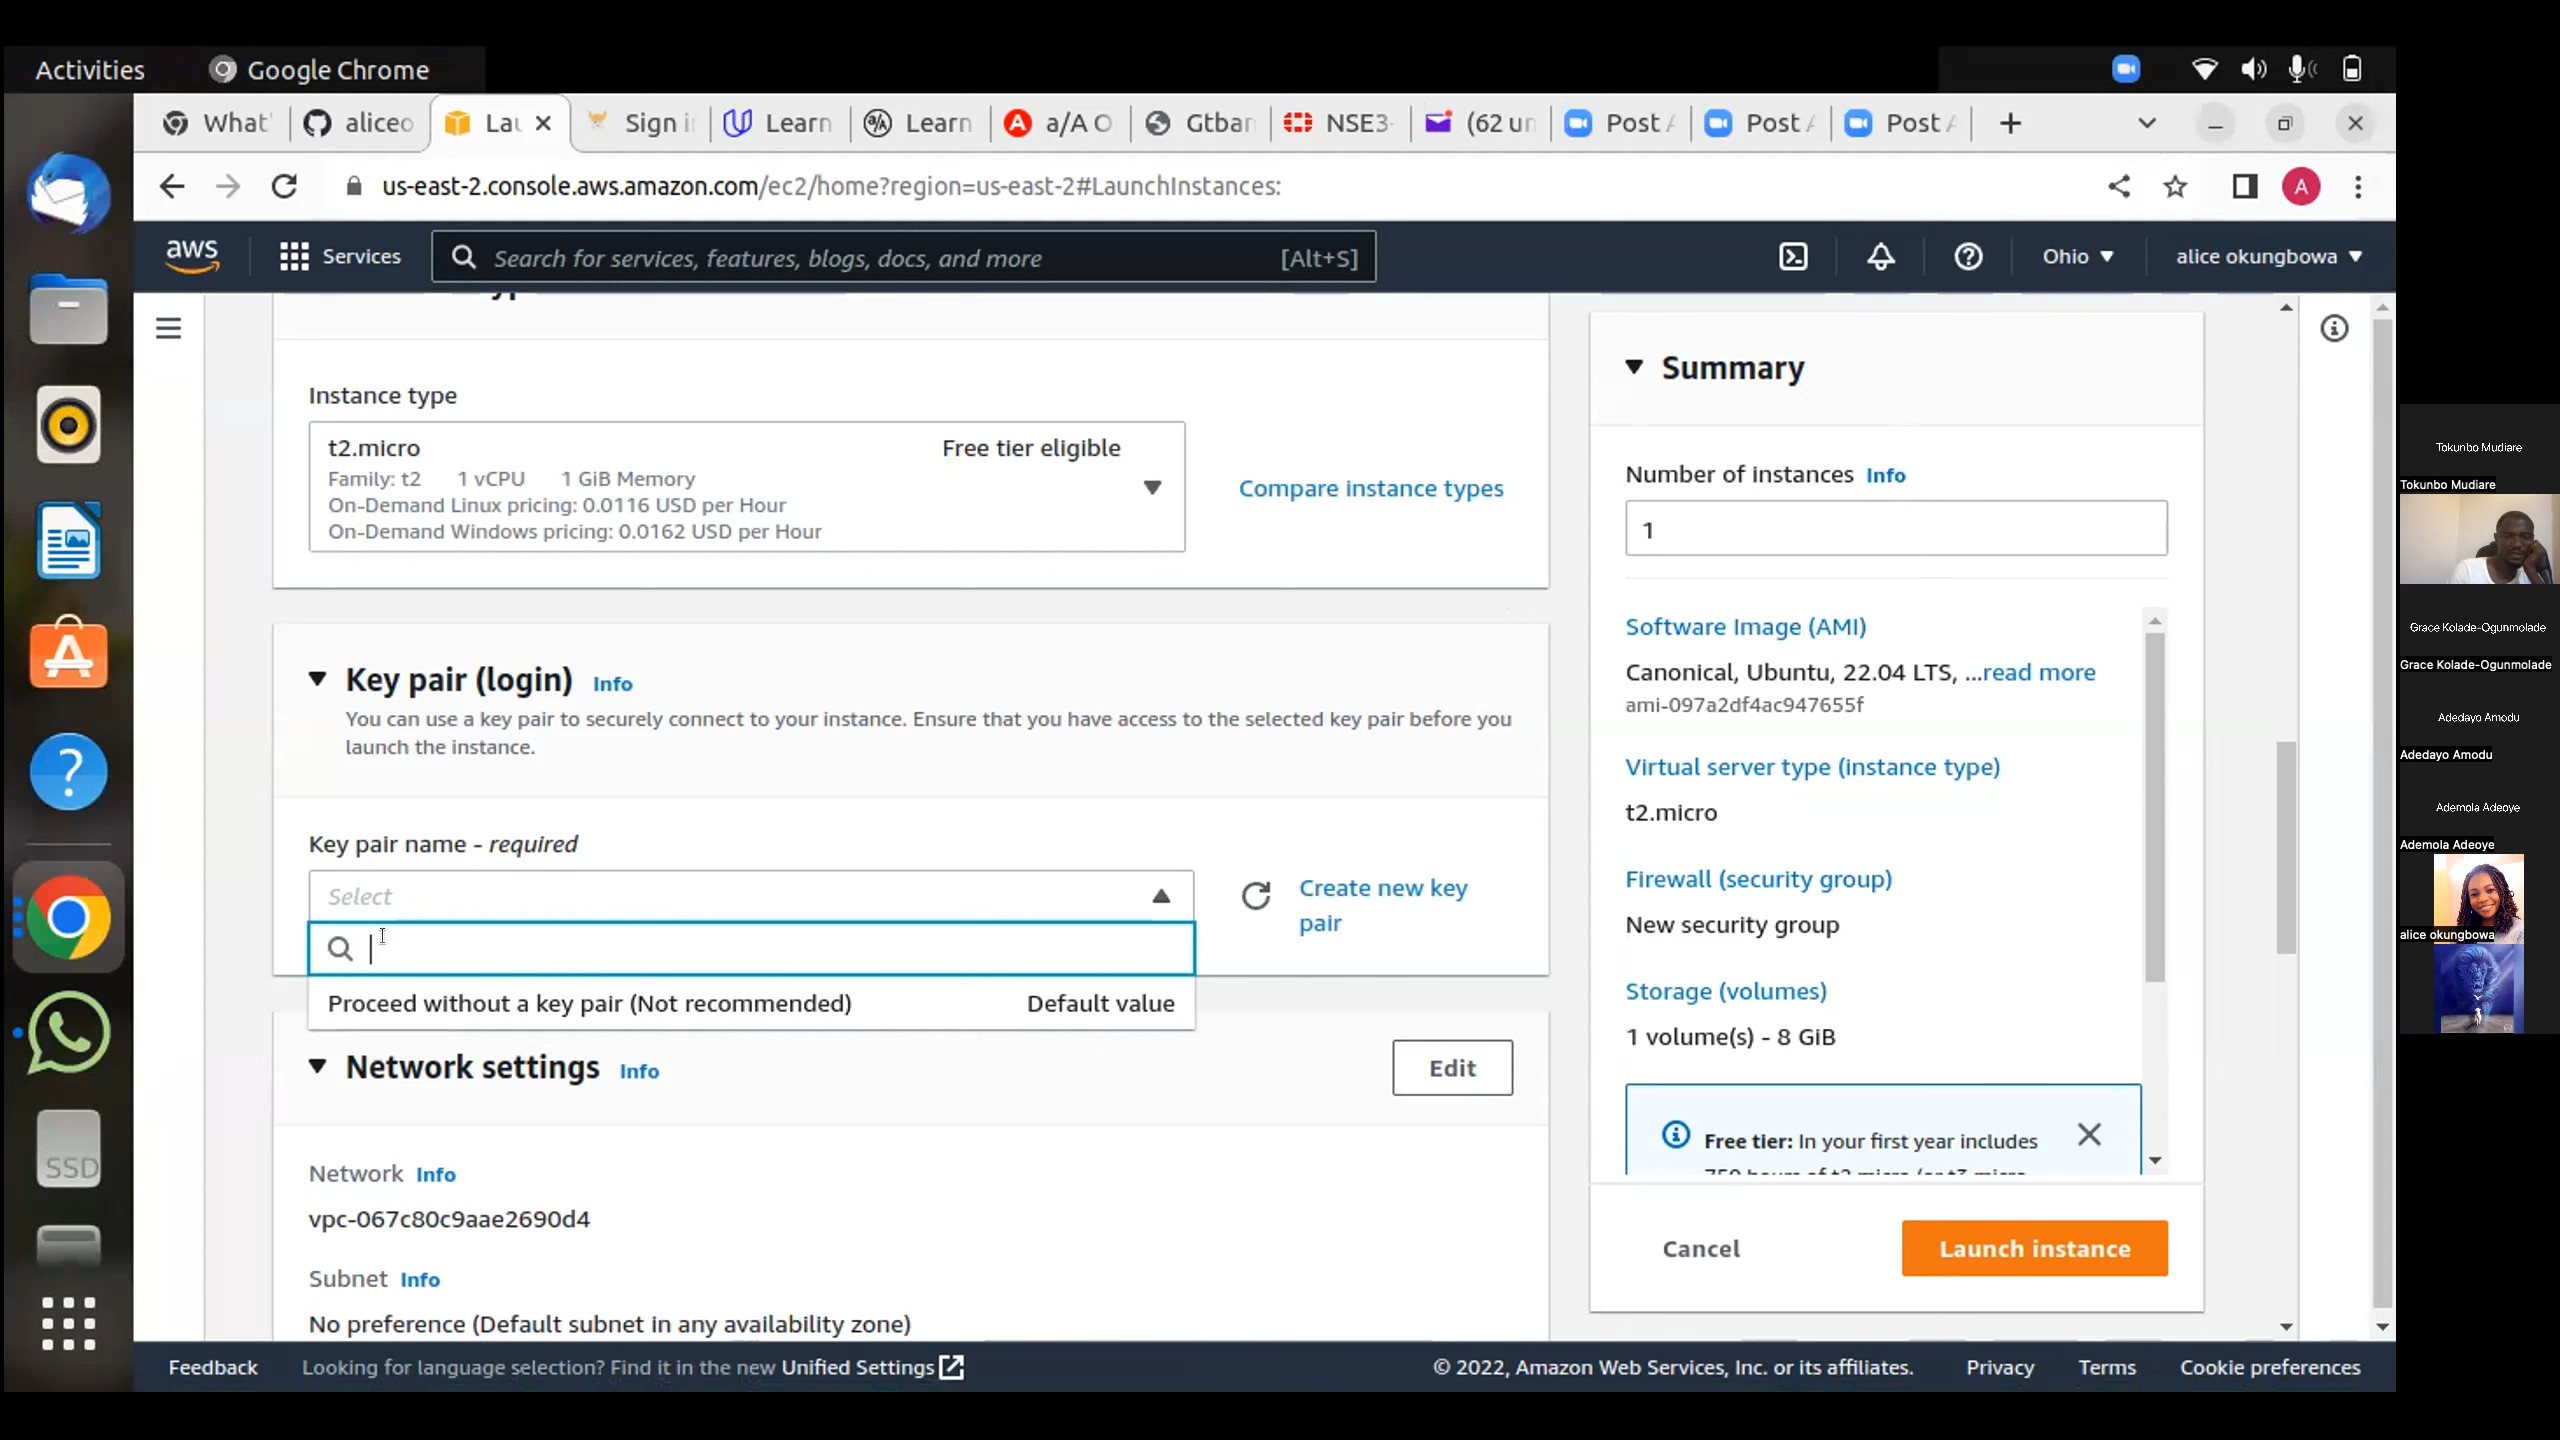 Activities
Google Chrome
What'
aliceo
Lau
Sign i
Learn
Learn
a/A O
Gtban
NSE3-
(62 un
Post A
Post A
Post A
us-east-2.console.aws.amazon.com/ec2/home?region=us-east-2#LaunchInstances:
A
aws
Services
Search for services, features, blogs, docs, and more
[Alt+S]
Ohio
alice okungbowa
Instance type
t2.micro
Free tier eligible
Family: t2 1 vCPU 1 GiB Memory
On-Demand Linux pricing: 0.0116 USD per Hour
On-Demand Windows pricing: 0.0162 USD per Hour
Compare instance types
Key pair (login) Info
You can use a key pair to securely connect to your instance. Ensure that you have access to the selected key pair before you
launch the instance.
Key pair name - required
Select
Create new key
pair
Proceed without a key pair (Not recommended)
Default value
Network settings Info
Edit
Network Info
vpc-067c80c9aae2690d4
Subnet Info
No preference (Default subnet in any availability zone)
Summary
Number of instances Info
1
Software Image (AMI)
Canonical, Ubuntu, 22.04 LTS, ...read more
ami-097a2df4ac947655f
Virtual server type (instance type)
t2.micro
Firewall (security group)
New security group
Storage (volumes)
1 volume(s) - 8 GiB
Free tier: In your first year includes
750 hours of t2.micro (or t3.micro
Cancel
Launch instance
Feedback
Looking for language selection? Find it in the new Unified Settings
© 2022, Amazon Web Services, Inc. or its affiliates.
Privacy
Terms
Cookie preferences
SSD
Tokunbo Mudiare
Tokunbo Mudiare
Grace Kolade-Ogunmolade
Grace Kolade-Ogunmolade
Adedayo Amodu
Adedayo Amodu
Ademola Adeoye
Ademola Adeoye
alice okungbowa